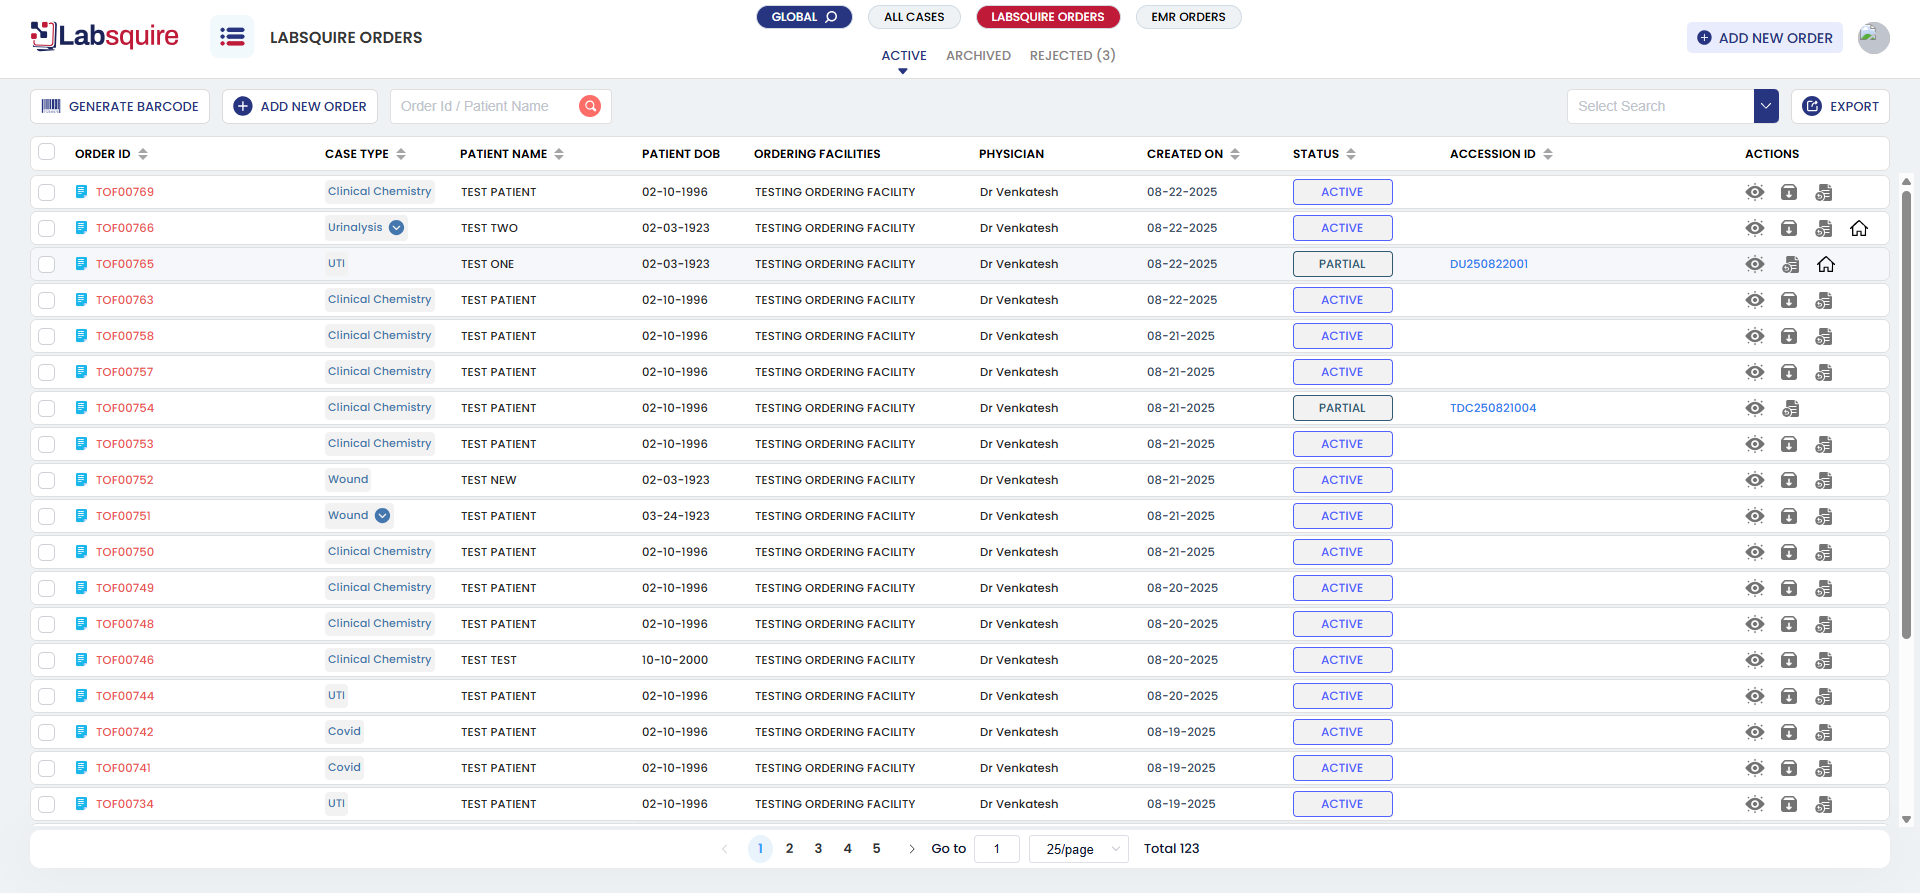 Labsquire
LABSQUIRE ORDERS
GLOBAL ALL CASES LABSQUIRE ORDERS EMR ORDERS
ACTIVE ARCHIVED REJECTED (3)
ADD NEW ORDER
GENERATE BARCODE ADD NEW ORDER Order Id / Patient Name Select Search EXPORT
ORDER ID CASE TYPE PATIENT NAME PATIENT DOB ORDERING FACILITIES PHYSICIAN CREATED ON STATUS ACCESSION ID ACTIONS
TOF00769 Clinical Chemistry TEST PATIENT 02-10-1996 TESTING ORDERING FACILITY Dr Venkatesh 08-22-2025 ACTIVE
TOF00766 Urinalysis TEST TWO 02-03-1923 TESTING ORDERING FACILITY Dr Venkatesh 08-22-2025 ACTIVE
TOF00765 UTI TEST ONE 02-03-1923 TESTING ORDERING FACILITY Dr Venkatesh 08-22-2025 PARTIAL DU250822001
TOF00763 Clinical Chemistry TEST PATIENT 02-10-1996 TESTING ORDERING FACILITY Dr Venkatesh 08-22-2025 ACTIVE
TOF00758 Clinical Chemistry TEST PATIENT 02-10-1996 TESTING ORDERING FACILITY Dr Venkatesh 08-21-2025 ACTIVE
TOF00757 Clinical Chemistry TEST PATIENT 02-10-1996 TESTING ORDERING FACILITY Dr Venkatesh 08-21-2025 ACTIVE
TOF00754 Clinical Chemistry TEST PATIENT 02-10-1996 TESTING ORDERING FACILITY Dr Venkatesh 08-21-2025 PARTIAL TDC250821004
TOF00753 Clinical Chemistry TEST PATIENT 02-10-1996 TESTING ORDERING FACILITY Dr Venkatesh 08-21-2025 ACTIVE
TOF00752 Wound TEST NEW 02-03-1923 TESTING ORDERING FACILITY Dr Venkatesh 08-21-2025 ACTIVE
TOF00751 Wound TEST PATIENT 03-24-1923 TESTING ORDERING FACILITY Dr Venkatesh 08-21-2025 ACTIVE
TOF00750 Clinical Chemistry TEST PATIENT 02-10-1996 TESTING ORDERING FACILITY Dr Venkatesh 08-21-2025 ACTIVE
TOF00749 Clinical Chemistry TEST PATIENT 02-10-1996 TESTING ORDERING FACILITY Dr Venkatesh 08-20-2025 ACTIVE
TOF00748 Clinical Chemistry TEST PATIENT 02-10-1996 TESTING ORDERING FACILITY Dr Venkatesh 08-20-2025 ACTIVE
TOF00746 Clinical Chemistry TEST TEST 10-10-2000 TESTING ORDERING FACILITY Dr Venkatesh 08-20-2025 ACTIVE
TOF00744 UTI TEST PATIENT 02-10-1996 TESTING ORDERING FACILITY Dr Venkatesh 08-20-2025 ACTIVE
TOF00742 Covid TEST PATIENT 02-10-1996 TESTING ORDERING FACILITY Dr Venkatesh 08-19-2025 ACTIVE
TOF00741 Covid TEST PATIENT 02-10-1996 TESTING ORDERING FACILITY Dr Venkatesh 08-19-2025 ACTIVE
TOF00734 UTI TEST PATIENT 02-10-1996 TESTING ORDERING FACILITY Dr Venkatesh 08-19-2025 ACTIVE
1 2 3 4 5 Go to 1 25/page Total 123